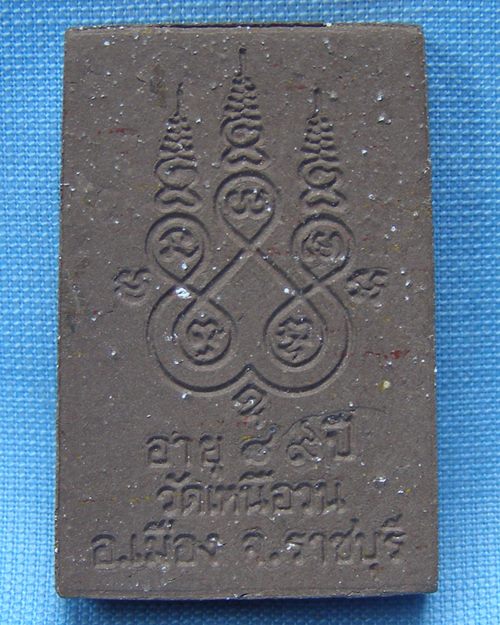 อายุ ๘๙ ปี
วัดเหนือวน
อ.เมือง จ.ราชบุรี